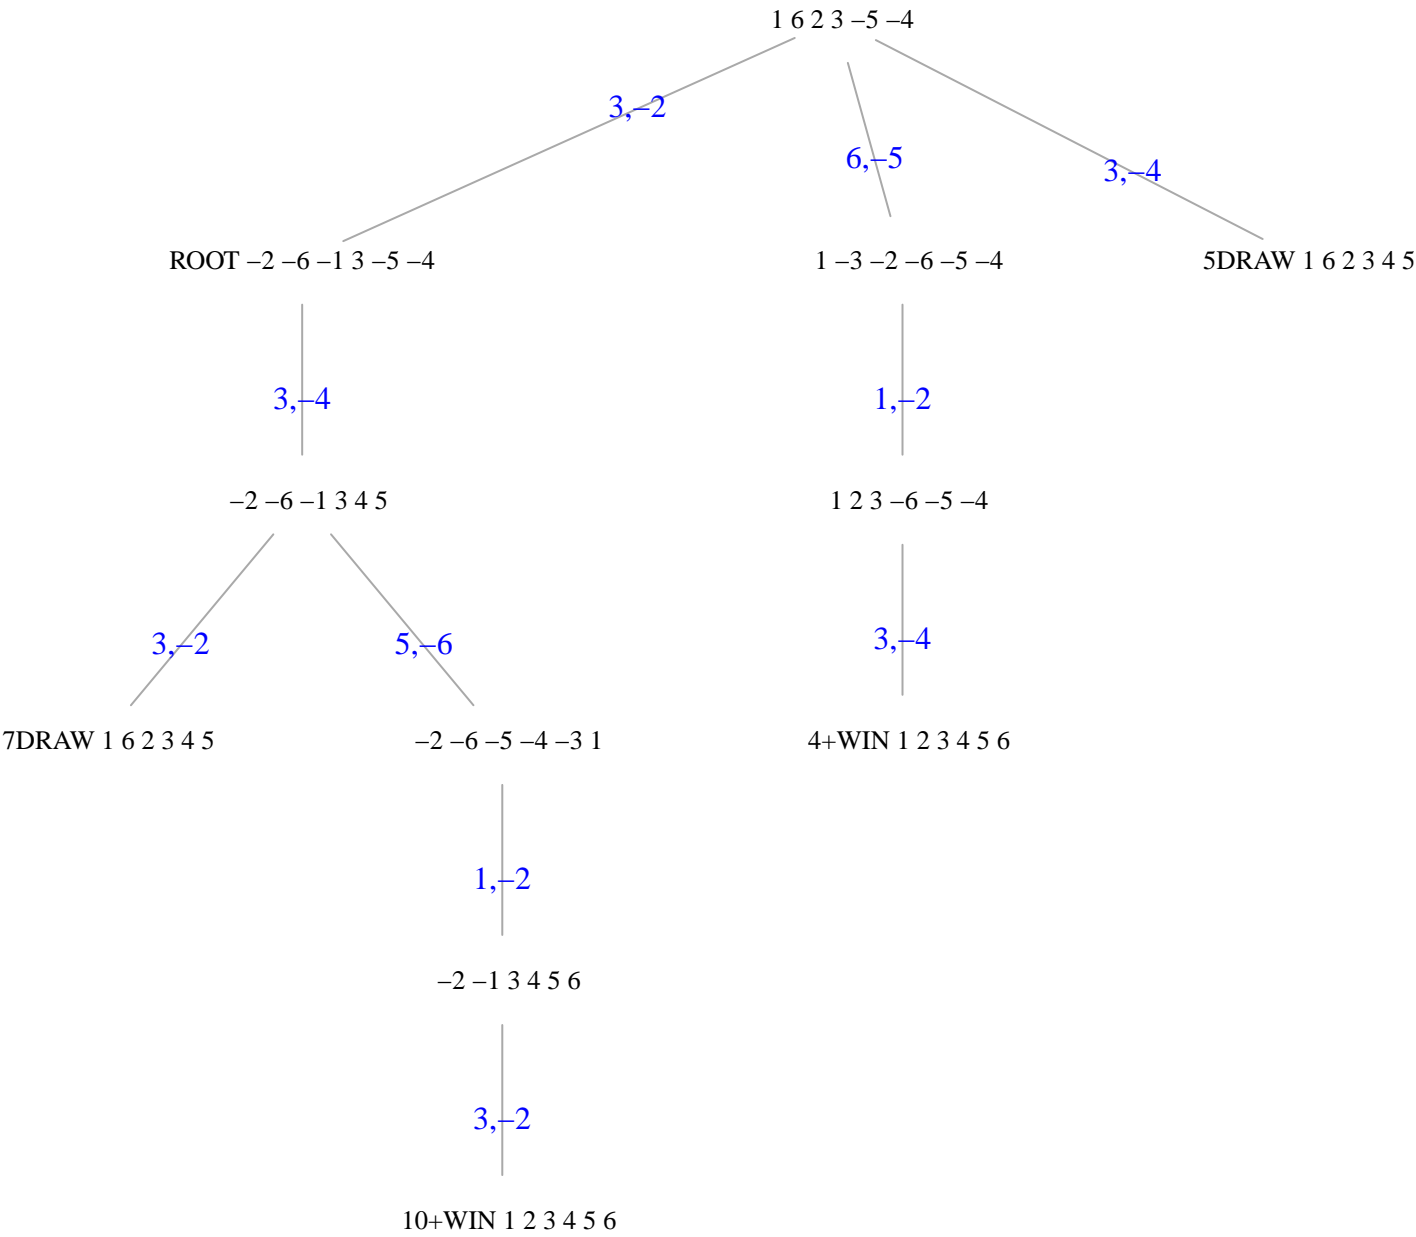 1 6 2 3 –5 –4
3,–2
6,–5
3,–4
ROOT –2 –6 –1 3 –5 –4
1 –3 –2 –6 –5 –4
5DRAW 1 6 2 3 4 5
3,–4
1,–2
–2 –6 –1 3 4 5
1 2 3 –6 –5 –4
3,–2
5,–6
3,–4
7DRAW 1 6 2 3 4 5
–2 –6 –5 –4 –3 1
4+WIN 1 2 3 4 5 6
1,–2
–2 –1 3 4 5 6
3,–2
10+WIN 1 2 3 4 5 6